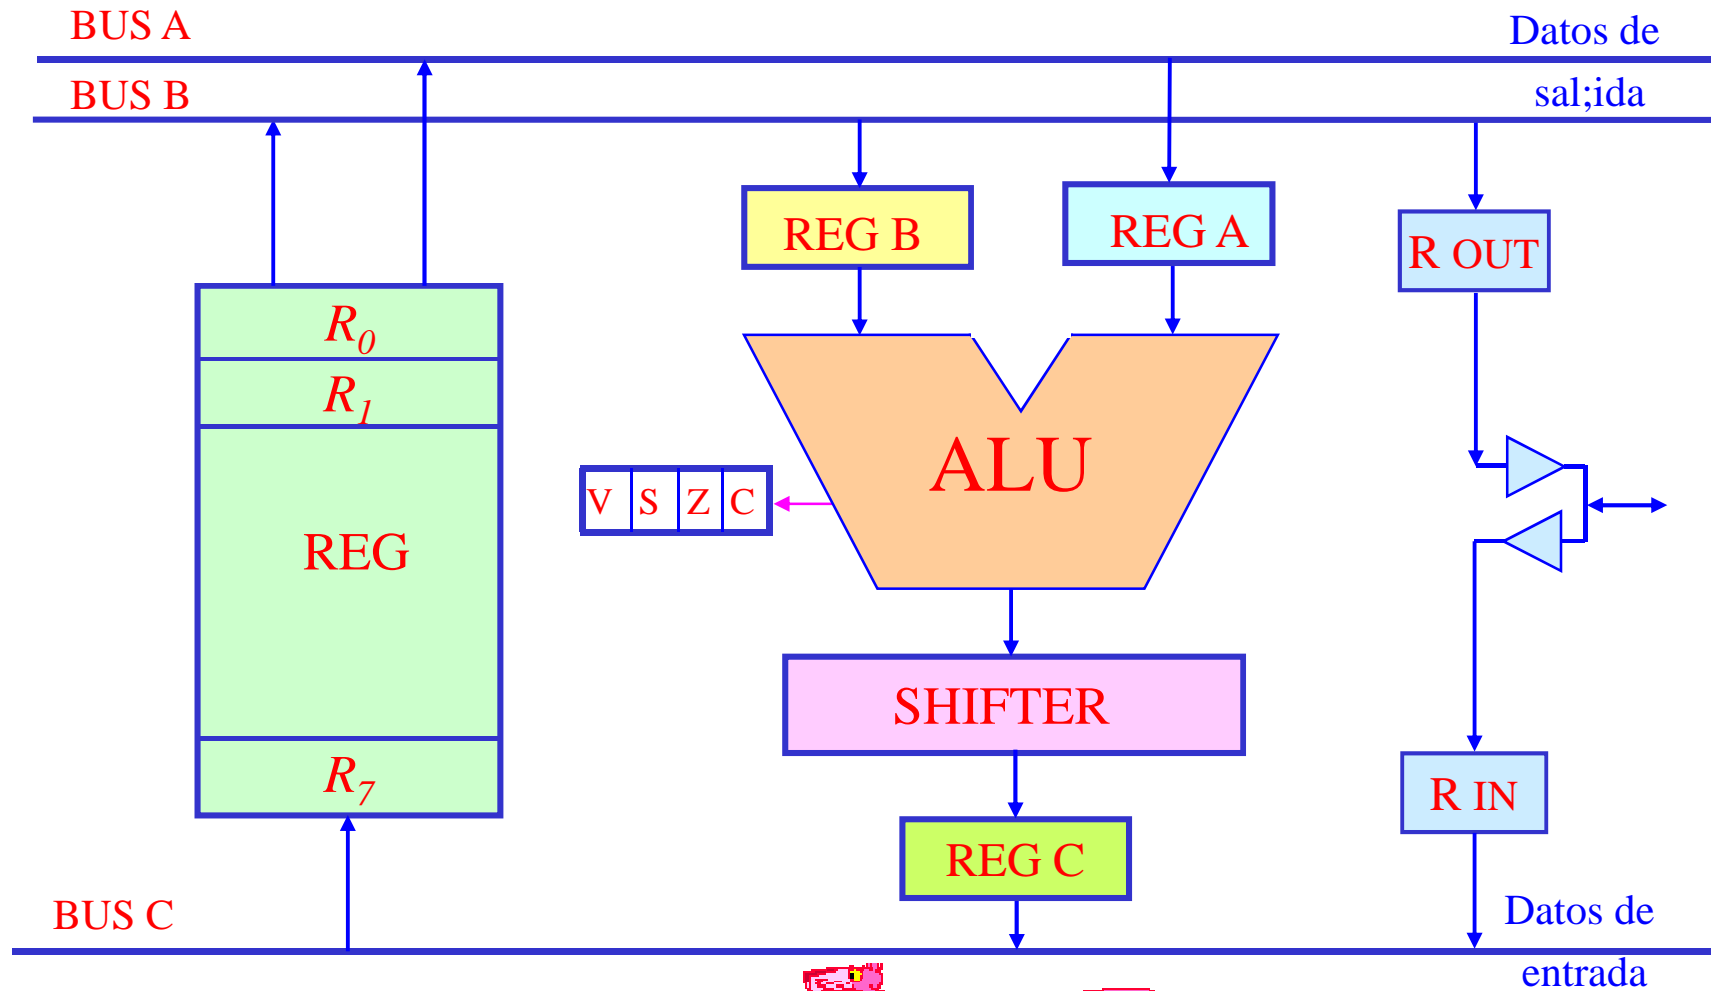 BUS A
Datos de
BUS B
sal;ida
REG B
REG A
R OUT
R0
R1
ALU
V S Z C
REG
SHIFTER
R7
R IN
REG C
BUS C
Datos de
entrada